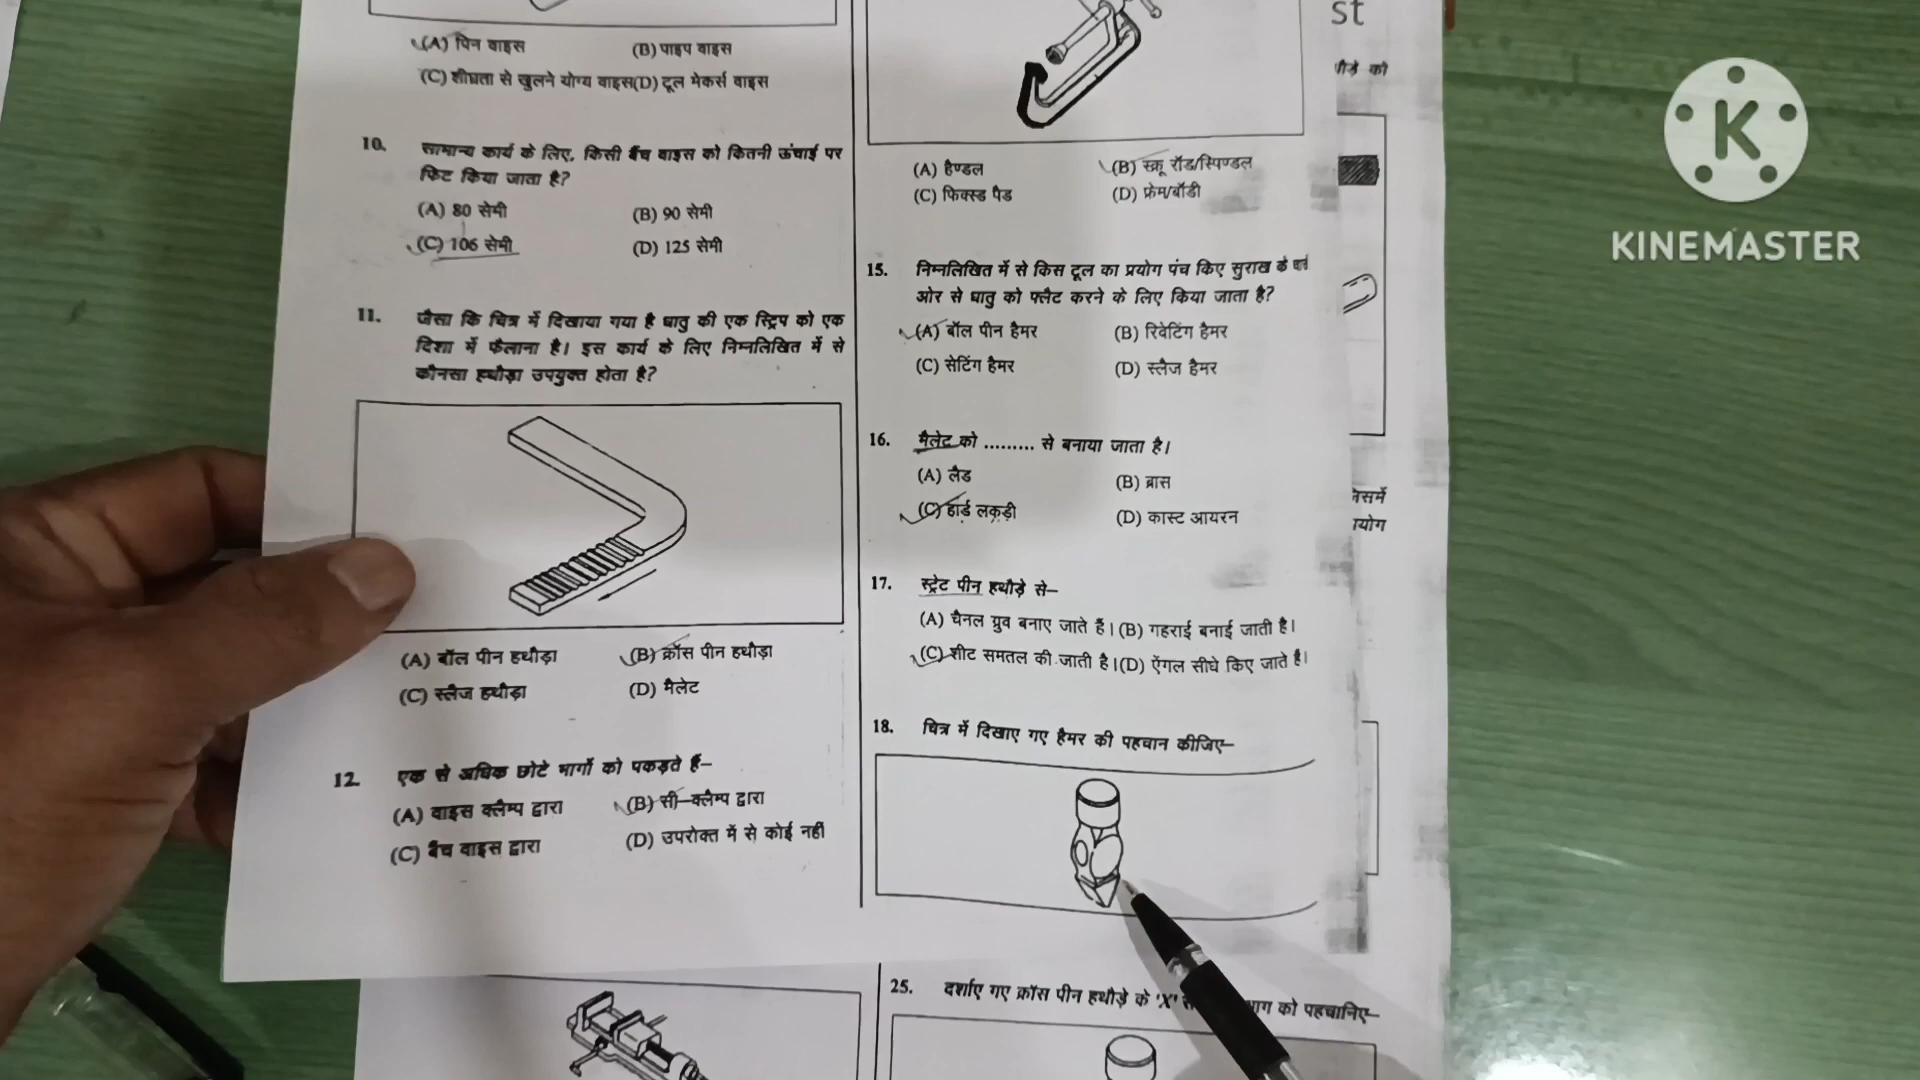 (A) पिन वाइस
(B) पाइप वाइस
(C) शीघ्रता से खुलने योग्य वाइस(D) टूल मेकर्स वाइस
10. सामान्य कार्य के लिए, किसी बैंच वाइस को कितनी ऊंचाई पर
फिट किया जाता है?
(A) 80 सेमी
(B) 90 सेमी
(C) 106 सेमी
(D) 125 सेमी
11. जैसा कि चित्र में दिखाया गया है धातु की एक स्ट्रिप को एक
दिशा में फैलाना है। इस कार्य के लिए निम्नलिखित में से
कौनसा हथौड़ा उपयुक्त होता है?
(A) बॉल पीन हथौड़ा
(B) क्रॉस पीन हथौड़ा
(C) स्लैज हथौड़ा
(D) मैलेट
12. एक से अधिक छोटे भागों को पकड़ते हैं–
(A) वाइस क्लैम्प द्वारा
(B) सी–क्लैम्प द्वारा
(C) बैंच वाइस द्वारा
(D) उपरोक्त में से कोई नहीं
(A) हैण्डल
(B) स्क्रू रॉड/स्पिण्डल
(C) फिक्स्ड पैड
(D) फ्रेम/बॉडी
15. निम्नलिखित में से किस टूल का प्रयोग पंच किए सुराख के
ओर से धातु को फ्लैट करने के लिए किया जाता है?
(A) बॉल पीन हैमर
(B) रिवेटिंग हैमर
(C) सेटिंग हैमर
(D) स्लैज हैमर
16. मैलेट को ......... से बनाया जाता है।
(A) लैड
(B) ब्रास
(C) हार्ड लकड़ी
(D) कास्ट आयरन
17. स्ट्रेट पीन हथौड़े से–
(A) चैनल ग्रुव बनाए जाते हैं। (B) गहराई बनाई जाती है।
(C) शीट समतल की जाती है। (D) ऐंगल सीधे किए जाते है।
18. चित्र में दिखाए गए हैमर की पहचान कीजिए–
25. दर्शाए गए क्रॉस पीन हथौड़े के 'X' को पहचानिए–
st
को
K
KINEMASTER